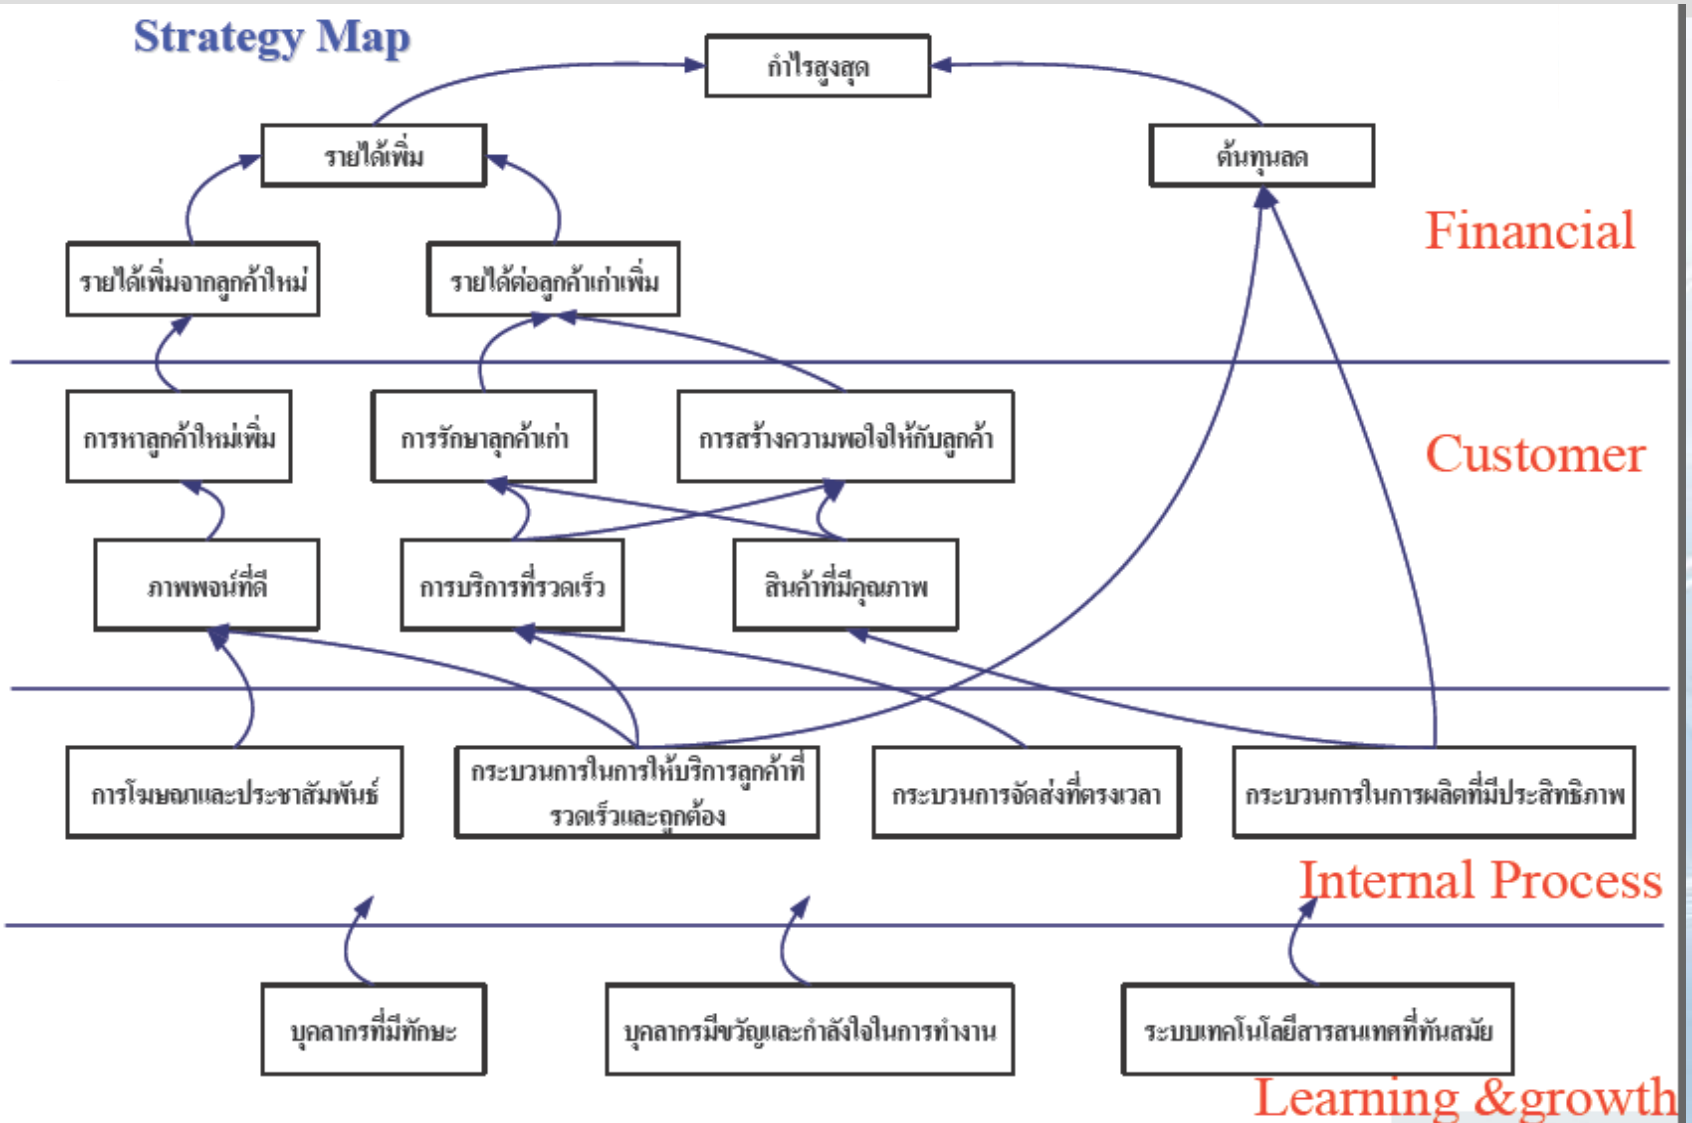 Strategy Map
กำไรสูงสุด
รายได้เพิ่ม
ต้นทุนลด
Financial
รายได้เพิ่มจากลูกค้าใหม่
รายได้ต่อลูกค้าเก่าเพิ่ม
การหาลูกค้าใหม่เพิ่ม
การรักษาลุกค้าเก่า
การสร้างความพอใจให้กับลูกค้า
Customer
ภาพพจน์ที่ดี
การบริการที่รวดเร็ว
สินค้าที่มีคุณภาพ
การโฆษณาและประชาสัมพันธ์
กระบวนการในการให้บริการลูกค้าที่
รวดเร็วและถูกต้อง
กระบวนการจัดส่งที่ตรงเวลา
กระบวนการในการผลิตที่มีประสิทธิภาพ
Internal Process
บุคลากรที่มีทักษะ
บุคลากรมีขวัญและกำลังใจในการทำงาน
ระบบเทคโนโลยีสารสนเทศที่ทันสมัย
Learning &growth